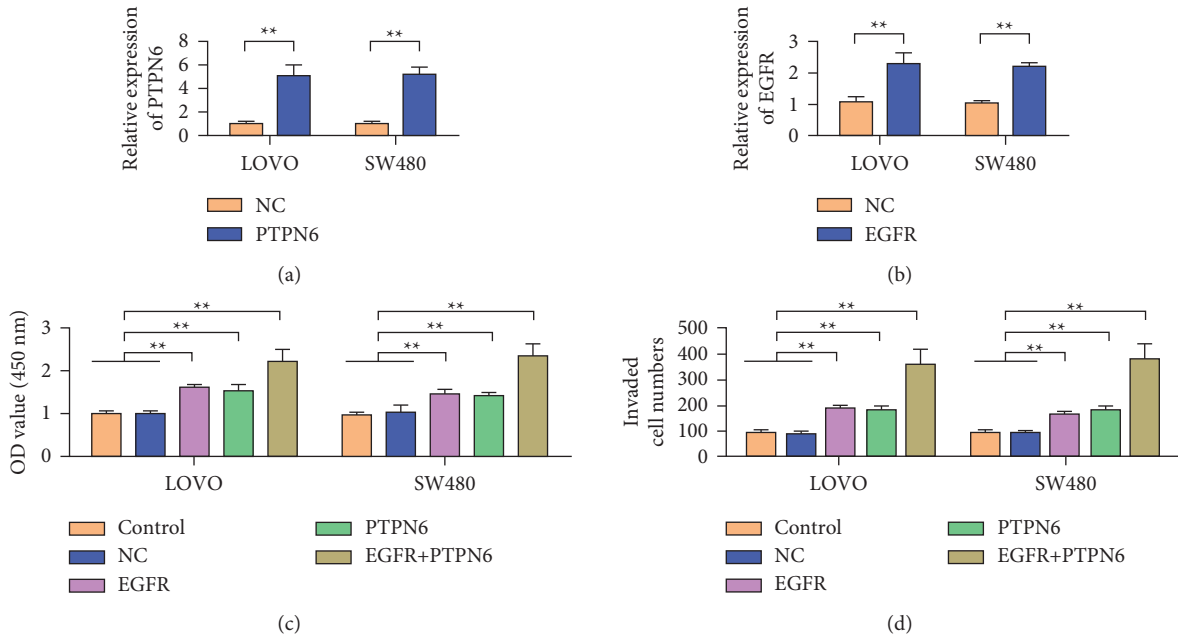 Relative expression
of PTPN6
8
6
4
2
0
**
**
LOVO
SW480
NC
PTPN6
(a)
Relative expression
of EGFR
3
2
1
0
**
**
LOVO
SW480
NC
EGFR
(b)
OD value (450 nm)
3
2
1
0
**
**
**
**
**
**
LOVO
SW480
Control
NC
EGFR
PTPN6
EGFR+PTPN6
(c)
Invaded
cell numbers
500
400
300
200
100
0
**
**
**
**
**
**
LOVO
SW480
Control
NC
EGFR
PTPN6
EGFR+PTPN6
(d)